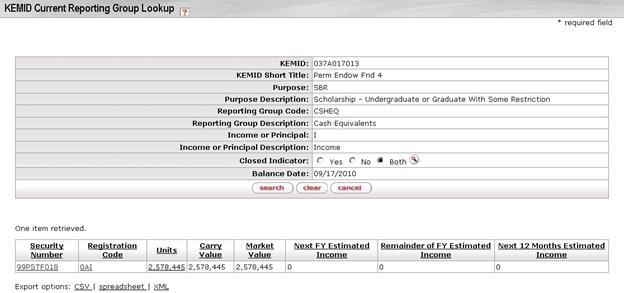 KEMID Current Reporting Group Lookup ?
* required field
KEMID: 037A017013
KEMID Short Title: Perm Endow Fnd 4
Purpose: SBR
Purpose Description: Scholarship - Undergraduate or Graduate With Some Restriction
Reporting Group Code: CSHEQ
Reporting Group Description: Cash Equivalents
Income or Principal: I
Income or Principal Description: Income
Closed Indicator: Yes No Both
Balance Date: 09/17/2010
search clear cancel
One item retrieved.
Security Number Registration Code Units Carry Value Market Value Next FY Estimated Income Remainder of FY Estimated Income Next 12 Months Estimated Income
99PSTF018 0AI 2,578,445 2,578,445 2,578,445 0 0 0
Export options: CSV | spreadsheet | XML